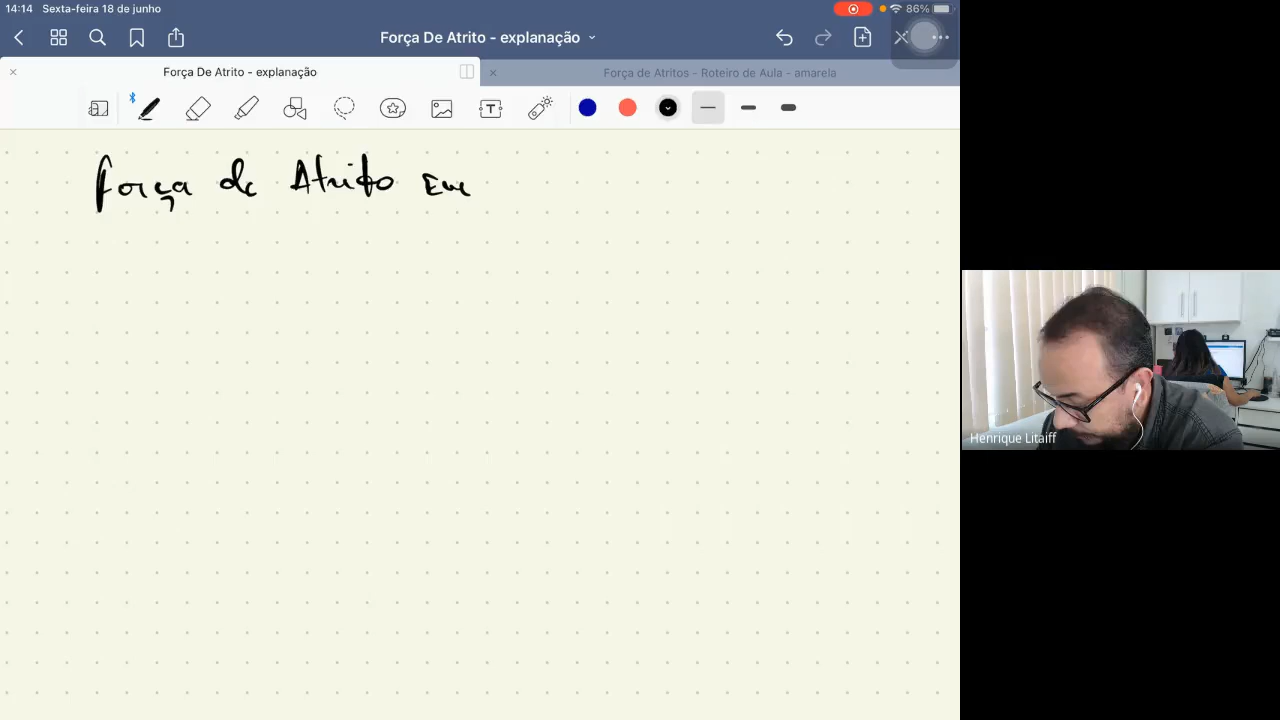 14:14 Sexta-feira 18 de junho 86%
Força De Atrito - explanação
Força De Atrito - explanação
Força de Atritos - Roteiro de Aula - amarela
T
Força de Atrito Em
Henrique Litaiff